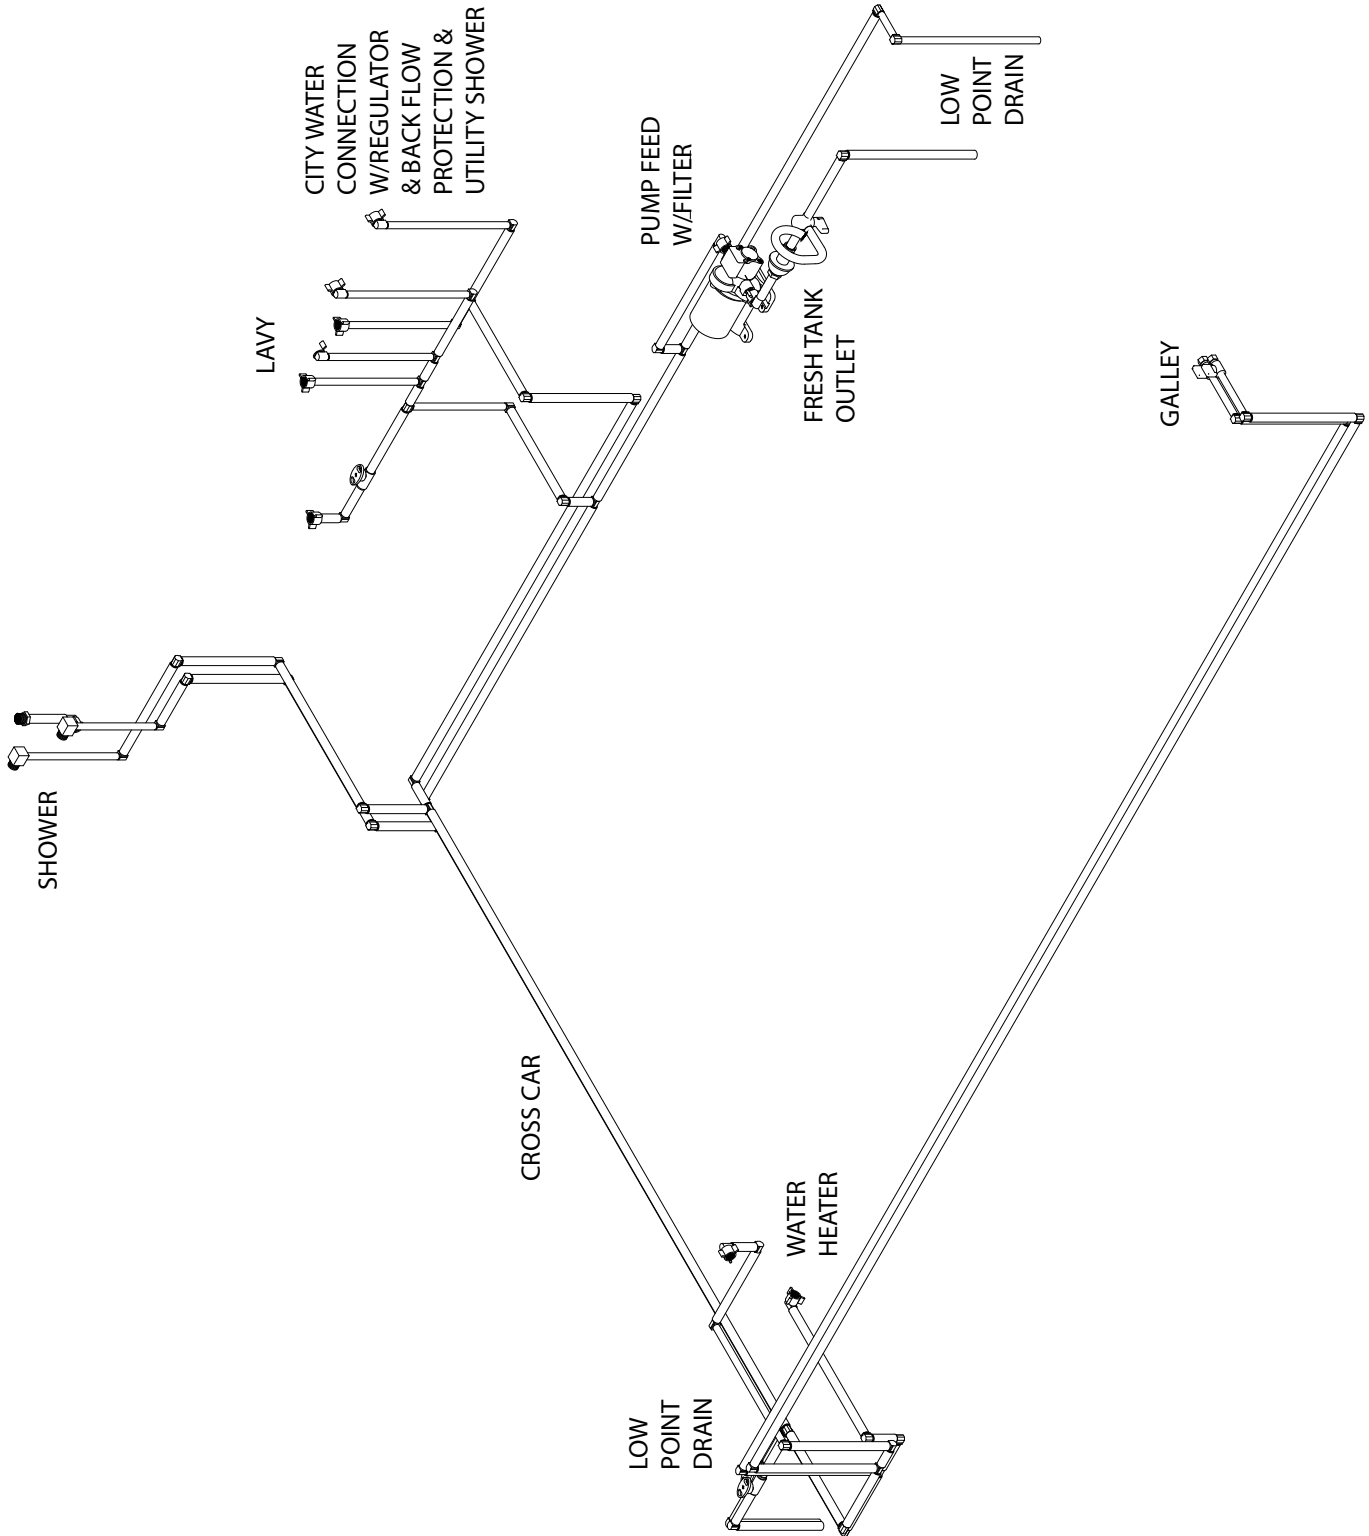 CITY WATER
CONNECTION
W/REGULATOR
& BACK FLOW
PROTECTION &
UTILITY SHOWER
LAVY
PUMP FEED
W/FILTER
LOW
POINT
DRAIN
FRESH TANK
OUTLET
GALLEY
SHOWER
CROSS CAR
WATER
HEATER
LOW
POINT
DRAIN